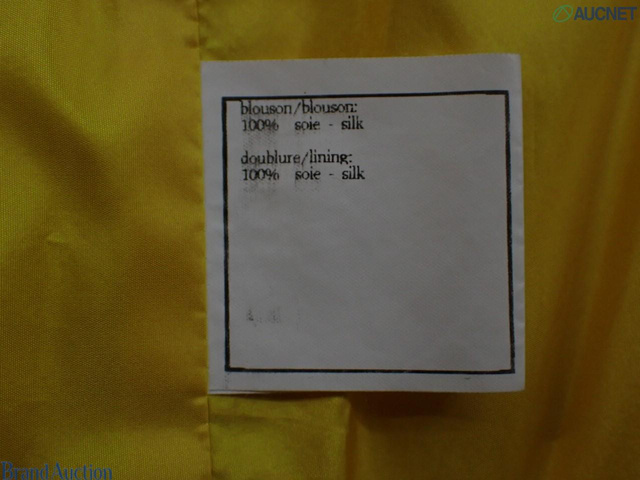 AUCNET
blouson/blouson:
100% soie - silk
doublure/lining:
100% soie - silk
Brand Auction